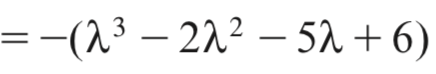 = −(λ³ − 2λ² − 5λ + 6)